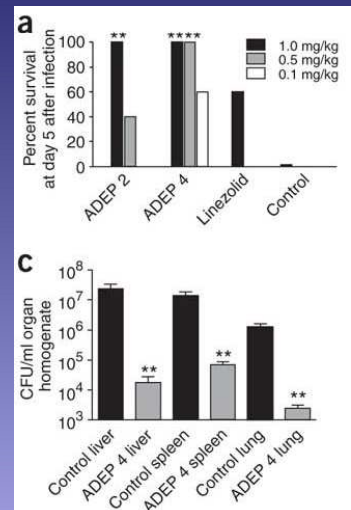 a
Percent survival
at day 5 after infection
100
80
60
40
20
0
**
****
1.0 mg/kg
0.5 mg/kg
0.1 mg/kg
ADEP 2
ADEP 4
Linezolid
Control
c
CFU/ml organ
homogenate
10⁸
10⁷
10⁶
10⁵
10⁴
10³
**
**
**
Control liver
ADEP 4 liver
Control spleen
ADEP 4 spleen
Control lung
ADEP 4 lung